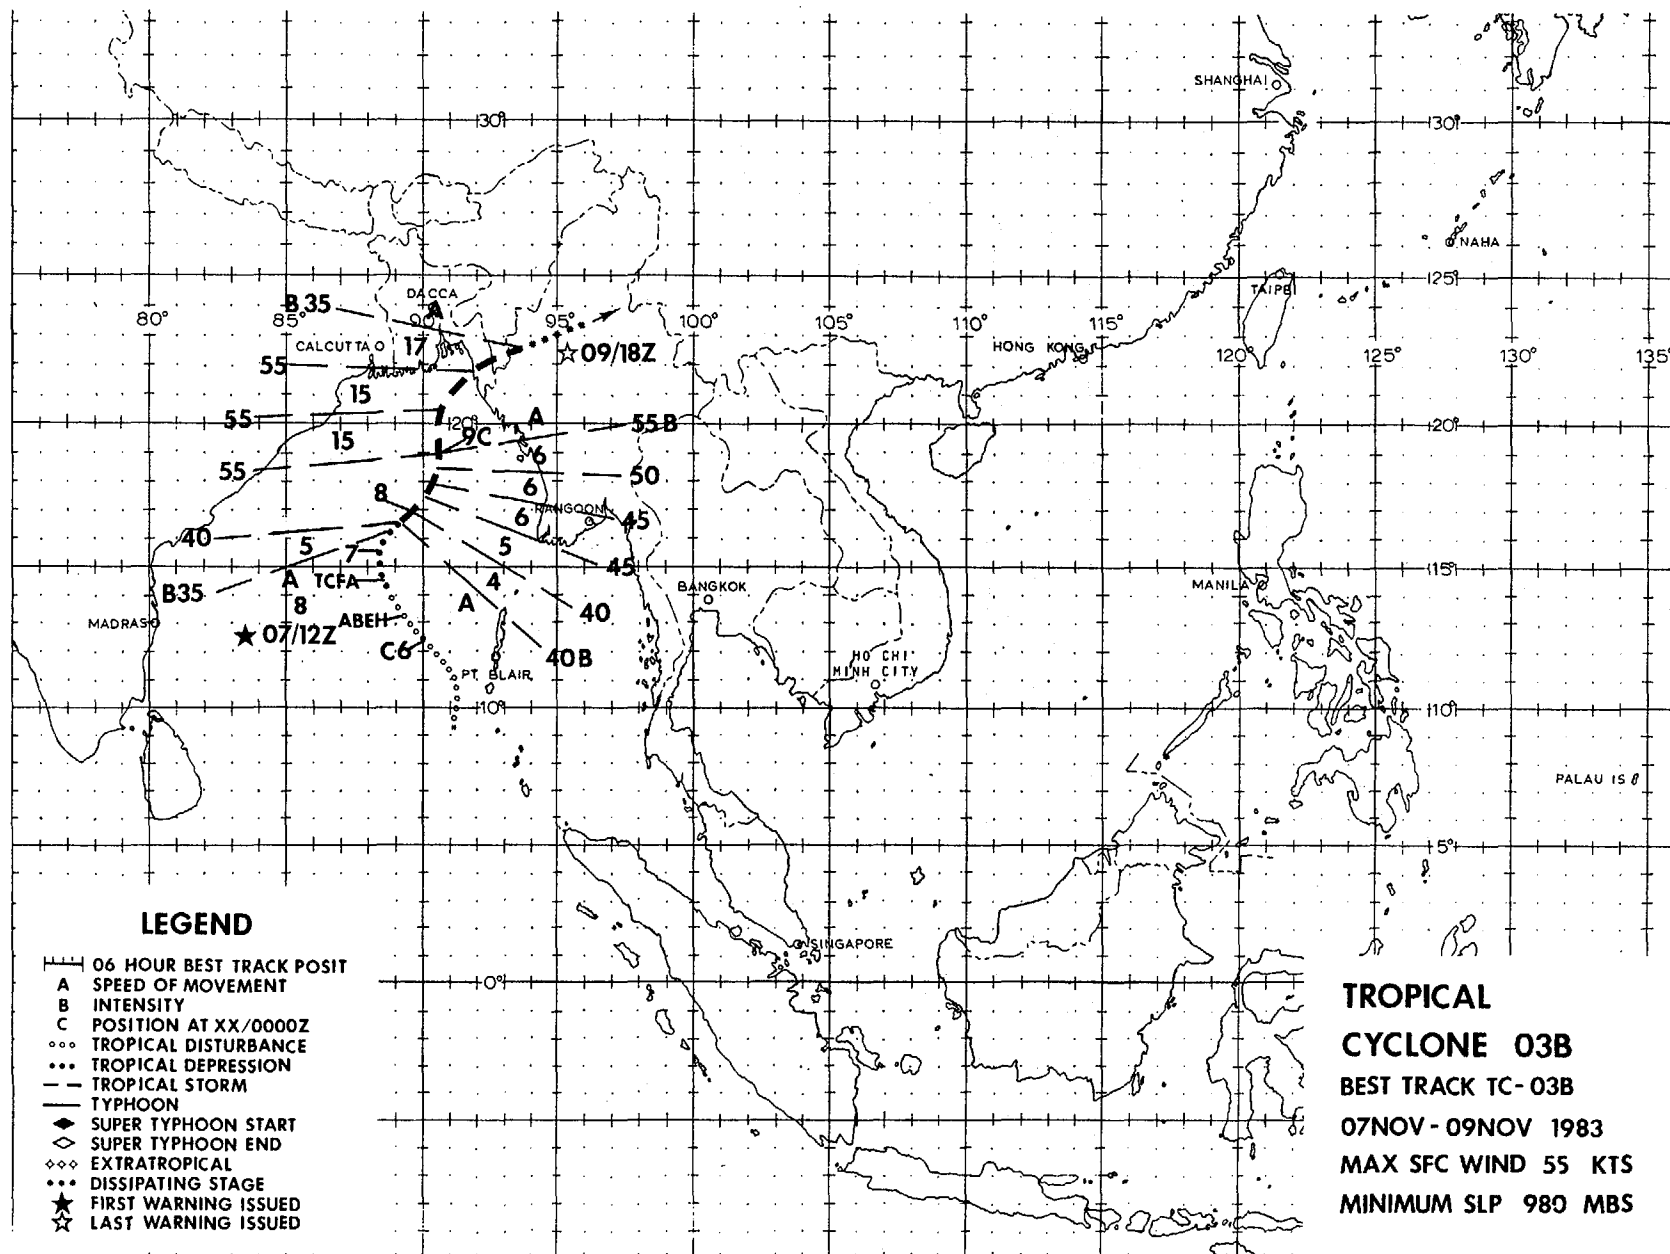 SHANGHAI
30°
30°
NAHA
25°
TAIPEI
DACCA
A
B 35
80°
85°
90°
95°
100°
105°
110°
115°
120°
125°
130°
135°
CALCUTTA
17
09/18Z
HONG KONG
55
15
55
20°
A
55 B
20°
15
9C
6
55
50
8
6
RANGOON
6
45
40
5
7
5
45
A
TCFA
4
BANGKOK
15°
MANILA
B35
8
ABEH
A
40
MADRAS
07/12Z
C6
40B
HO CHI
MINH CITY
PT. BLAIR
10°
10°
PALAU IS
5°
SINGAPORE
0°
LEGEND
06 HOUR BEST TRACK POSIT
A SPEED OF MOVEMENT
B INTENSITY
C POSITION AT XX/0000Z
TROPICAL DISTURBANCE
TROPICAL DEPRESSION
TROPICAL STORM
TYPHOON
SUPER TYPHOON START
SUPER TYPHOON END
EXTRATROPICAL
DISSIPATING STAGE
FIRST WARNING ISSUED
LAST WARNING ISSUED
TROPICAL
CYCLONE 03B
BEST TRACK TC-03B
07NOV-09NOV 1983
MAX SFC WIND 55 KTS
MINIMUM SLP 980 MBS